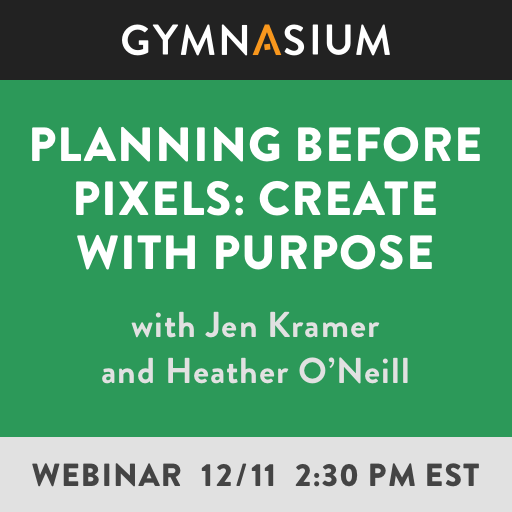 GYMNASIUM
PLANNING BEFORE
PIXELS: CREATE
WITH PURPOSE
with Jen Kramer
and Heather O’Neill
WEBINAR 12/11 2:30 PM EST